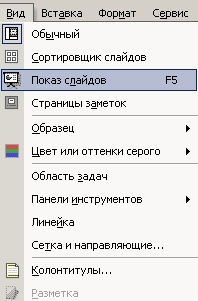 Вид Вставка Формат Сервис
Обычный
Сортировщик слайдов
Показ слайдов F5
Страницы заметок
Образец
Цвет или оттенки серого
Область задач
Панели инструментов
Линейка
Сетка и направляющие...
Колонтитулы...
Разметка